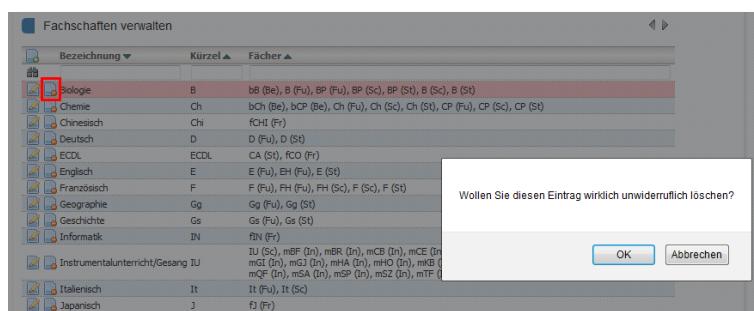 Fachschaften verwalten
Bezeichnung Kürzel Fächer
Biologie B bB (Be), B (Fu), BP (Fu), BP (Sc), BP (St), B (Sc), B (St)
Chemie Ch bCh (Be), bCP (Be), Ch (Fu), Ch (Sc), Ch (St), CP (Fu), CP (Sc), CP (St)
Chinesisch Chi fCHI (Fr)
Deutsch D D (Fu), D (St)
ECDL ECDL CA (St), fCO (Fr)
Englisch E E (Fu), EH (Fu), E (St)
Französisch F F (Fu), FH (Fu), FH (Sc), F (Sc), F (St)
Geographie Gg Gg (Fu), Gg (St)
Geschichte Gs Gs (Fu), Gs (St)
Informatik IN fIN (Fr)
IU (Sc), mBF (In), mBR (In), mCB (In), mCE (In
Instrumentalunterricht/Gesang IU mGI (In), mGJ (In), mHA (In), mHO (In), mKB (
mQF (In), mSA (In), mSP (In), mSZ (In), mTF (
Italienisch It It (Fu), It (Sc)
Japanisch J fJ (Fr)
Wollen Sie diesen Eintrag wirklich unwiderruflich löschen?
OK Abbrechen